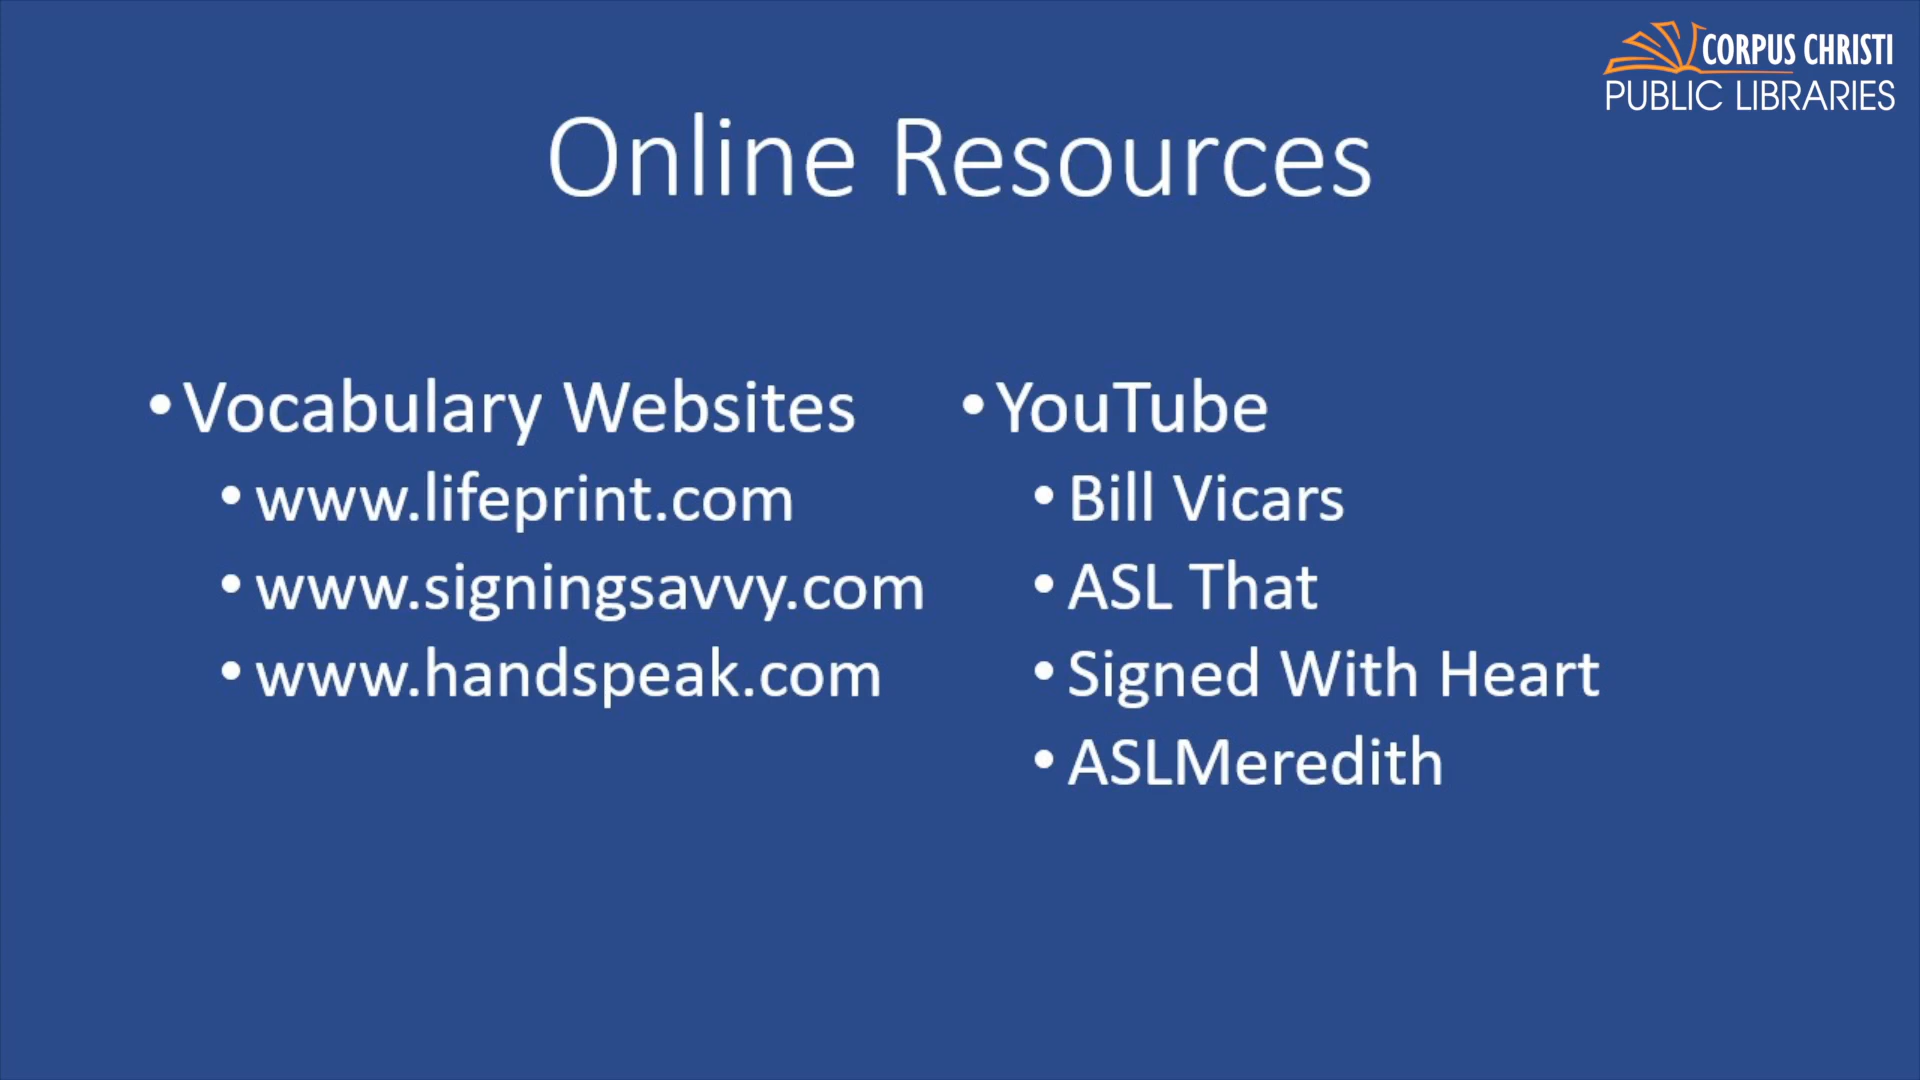 CORPUS CHRISTI
PUBLIC LIBRARIES
Online Resources
•Vocabulary Websites
•www.lifeprint.com
•www.signingsavvy.com
•www.handspeak.com
•YouTube
•Bill Vicars
•ASL That
•Signed With Heart
•ASLMeredith